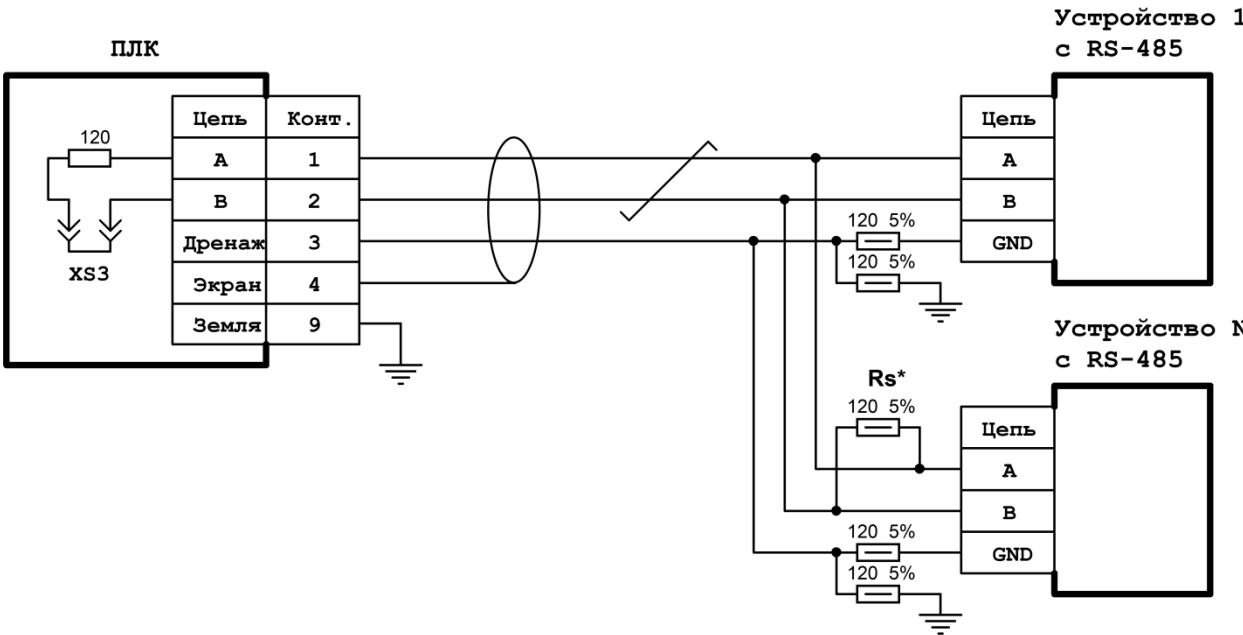 Устройство 1
с RS-485
ПЛК
Цепь Конт.
120
A 1
B 2
Дренаж 3
XS3
Экран 4
Земля 9
Цепь
A
B
120 5%
GND
120 5%
Устройство N
с RS-485
Rs*
120 5%
Цепь
A
B
120 5%
GND
120 5%